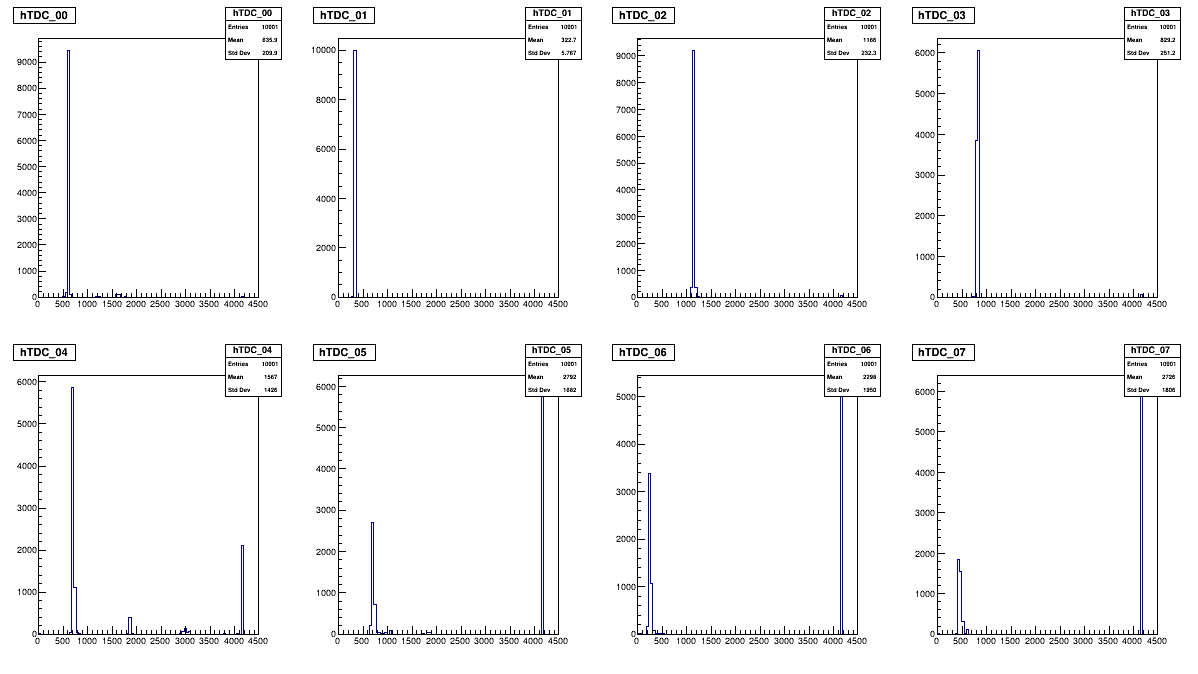 hTDC_00
hTDC_00
Entries 10001
Mean 635.9
Std Dev 209.9
9000
8000
7000
6000
5000
4000
3000
2000
1000
0
0 500 1000 1500 2000 2500 3000 3500 4000 4500
hTDC_01
hTDC_01
Entries 10001
Mean 322.7
Std Dev 5.767
10000
8000
6000
4000
2000
0
0 500 1000 1500 2000 2500 3000 3500 4000 4500
hTDC_02
hTDC_02
Entries 10001
Mean 1166
Std Dev 232.3
9000
8000
7000
6000
5000
4000
3000
2000
1000
0
0 500 1000 1500 2000 2500 3000 3500 4000 4500
hTDC_03
hTDC_03
Entries 10001
Mean 829.2
Std Dev 251.2
6000
5000
4000
3000
2000
1000
0
0 500 1000 1500 2000 2500 3000 3500 4000 4500
hTDC_04
hTDC_04
Entries 10001
Mean 1567
Std Dev 1426
6000
5000
4000
3000
2000
1000
0
0 500 1000 1500 2000 2500 3000 3500 4000 4500
hTDC_05
hTDC_05
Entries 10001
Mean 2792
Std Dev 1682
6000
5000
4000
3000
2000
1000
0
0 500 1000 1500 2000 2500 3000 3500 4000 4500
hTDC_06
hTDC_06
Entries 10001
Mean 2298
Std Dev 1950
5000
4000
3000
2000
1000
0
0 500 1000 1500 2000 2500 3000 3500 4000 4500
hTDC_07
hTDC_07
Entries 10001
Mean 2726
Std Dev 1806
6000
5000
4000
3000
2000
1000
0
0 500 1000 1500 2000 2500 3000 3500 4000 4500